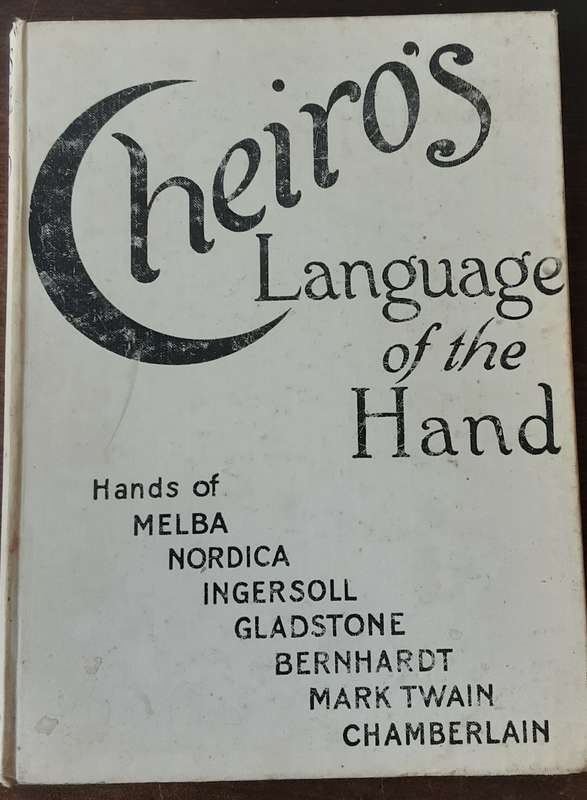 Cheiro's
Language
of the
Hand
Hands of
MELBA
NORDICA
INGERSOLL
GLADSTONE
BERNHARDT
MARK TWAIN
CHAMBERLAIN